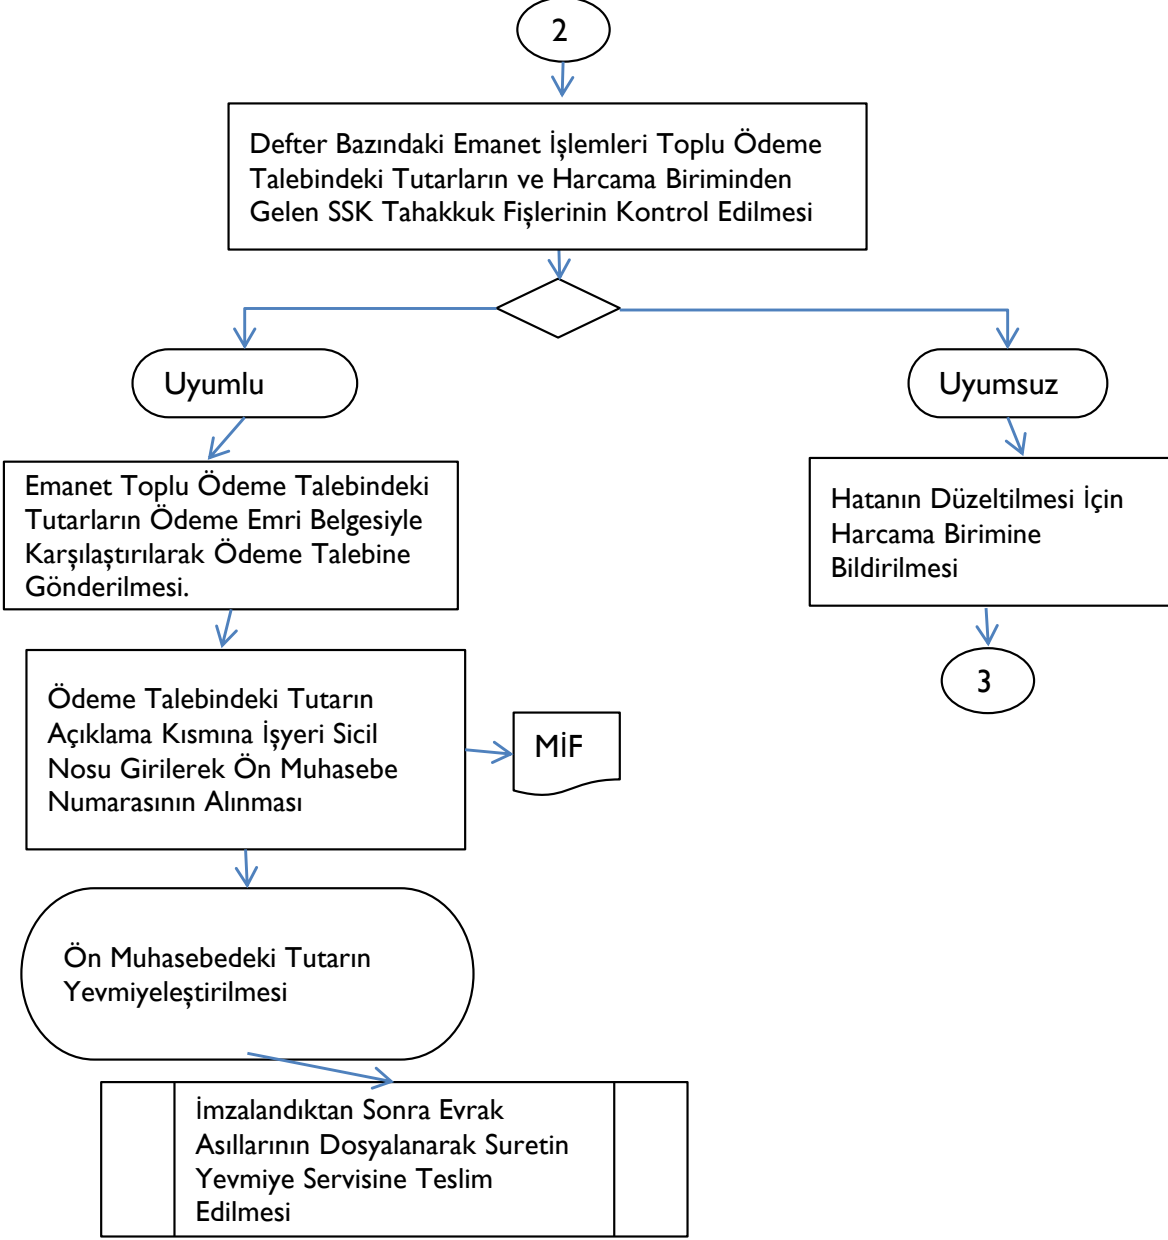 2
Defter Bazındaki Emanet İşlemleri Toplu Ödeme
Talebindeki Tutarların ve Harcama Biriminden
Gelen SSK Tahakkuk Fişlerinin Kontrol Edilmesi
Uyumlu
Uyumsuz
Emanet Toplu Ödeme Talebindeki
Tutarların Ödeme Emri Belgesiyle
Karşılaştırılarak Ödeme Talebine
Gönderilmesi.
Hatanın Düzeltilmesi İçin
Harcama Birimine
Bildirilmesi
3
Ödeme Talebindeki Tutarın
Açıklama Kısmına İşyeri Sicil
Nosu Girilerek Ön Muhasebe
Numarasının Alınması
MİF
Ön Muhasebedeki Tutarın
Yevmiyeleştirilmesi
İmzalandıktan Sonra Evrak
Asıllarının Dosyalanarak Suretin
Yevmiye Servisine Teslim
Edilmesi